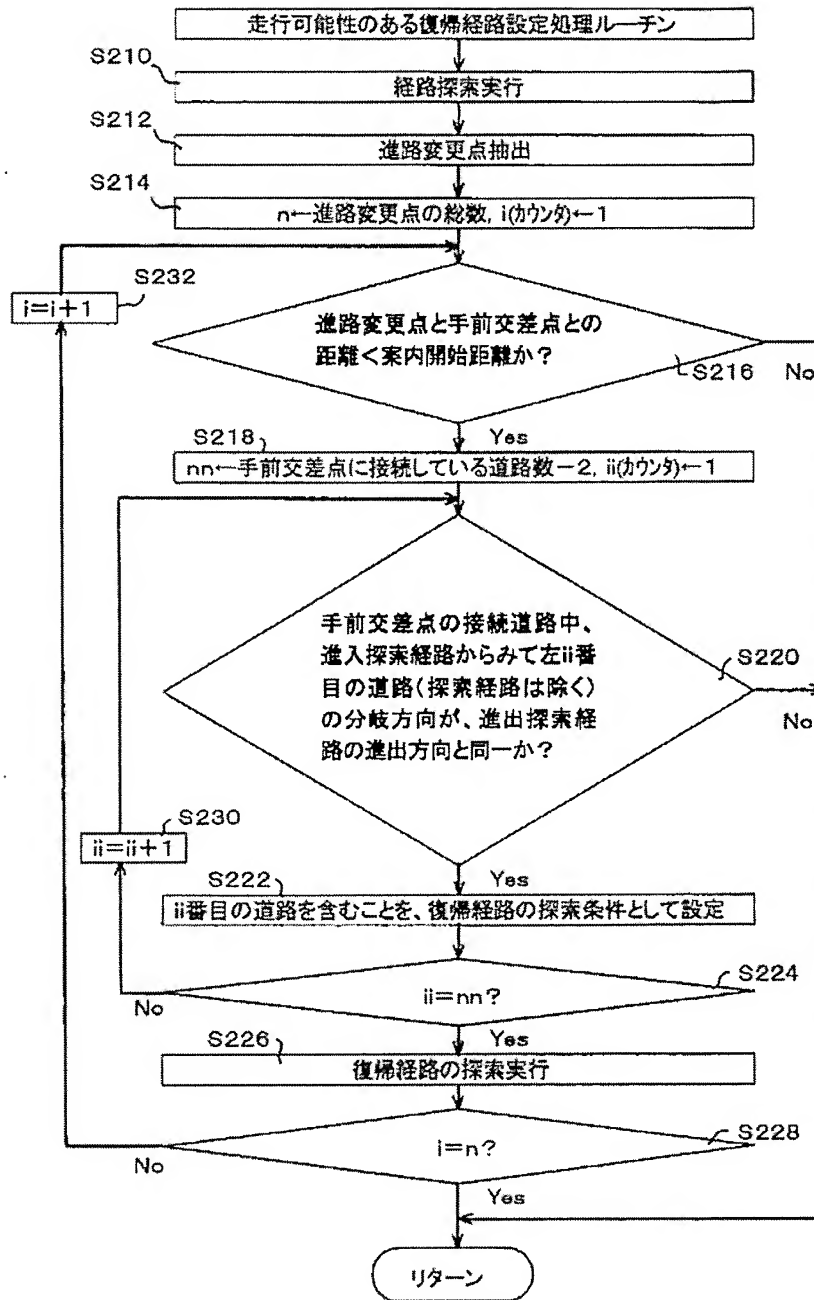 走行可能性のある復帰経路設定処理ルーチン
S210
経路探索実行
S212
進路変更点抽出
S214
n←進路変更点の総数, i(カウンタ)←1
S232
i=i+1
進路変更点と手前交差点との
距離く案内開始距離か？
S216
No
Yes
S218
nn←手前交差点に接続している道路数−2, ii(カウンタ)←1
手前交差点の接続道路中、
進入探索経路からみて左ii番
目の道路(探索経路は除く)
の分岐方向が、進出探索経
路の進出方向と同一か？
S220
No
S230
ii=ii+1
Yes
S222
ii番目の道路を含むことを、復帰経路の探索条件として設定
S224
ii=nn?
No
Yes
S226
復帰経路の探索実行
S228
i=n?
No
Yes
リターン